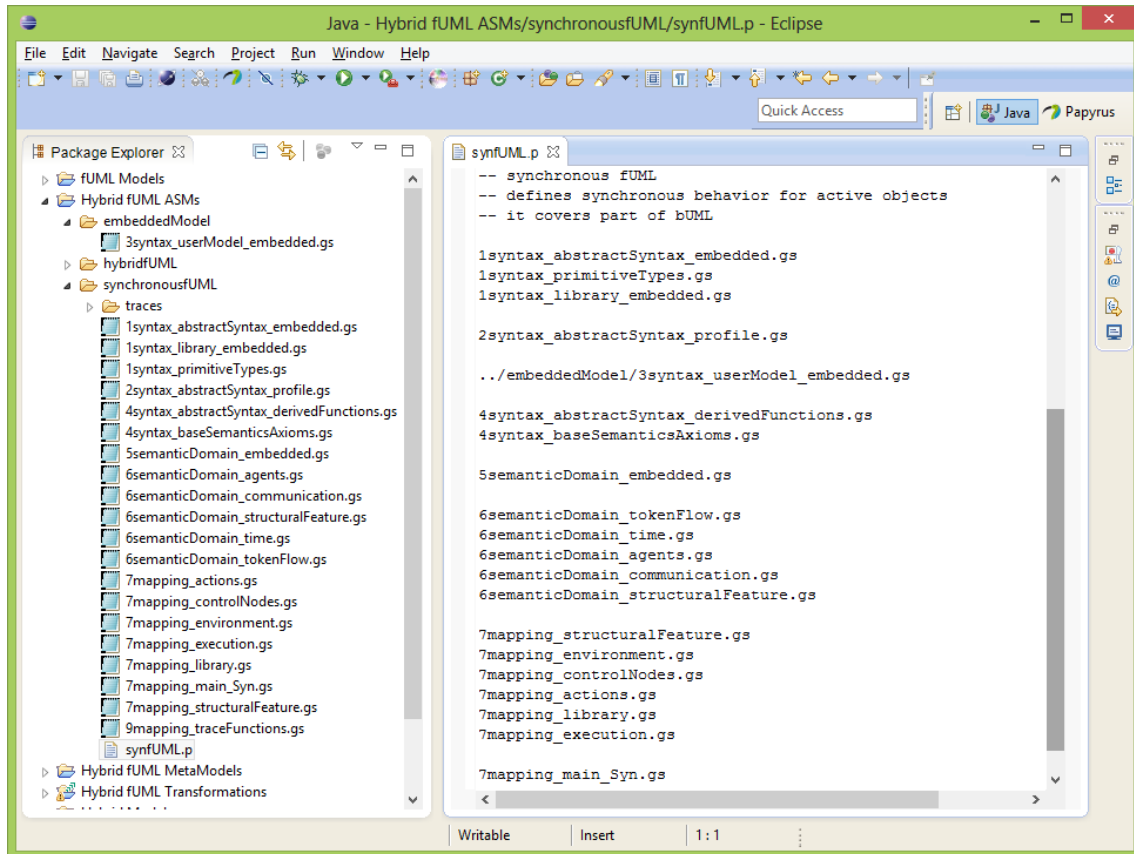 Java - Hybrid fUML ASMs/synchronousfUML/synfUML.p - Eclipse
File Edit Navigate Search Project Run Window Help
Quick Access
Java
Papyrus
Package Explorer
fUML Models
Hybrid fUML ASMs
embeddedModel
3syntax_userModel_embedded.gs
hybridfUML
synchronousfUML
traces
1syntax_abstractSyntax_embedded.gs
1syntax_library_embedded.gs
1syntax_primitiveTypes.gs
2syntax_abstractSyntax_profile.gs
4syntax_abstractSyntax_derivedFunctions.gs
4syntax_baseSemanticsAxioms.gs
5semanticDomain_embedded.gs
6semanticDomain_agents.gs
6semanticDomain_communication.gs
6semanticDomain_structuralFeature.gs
6semanticDomain_time.gs
6semanticDomain_tokenFlow.gs
7mapping_actions.gs
7mapping_controlNodes.gs
7mapping_environment.gs
7mapping_execution.gs
7mapping_library.gs
7mapping_main_Syn.gs
7mapping_structuralFeature.gs
9mapping_traceFunctions.gs
synfUML.p
Hybrid fUML MetaModels
Hybrid fUML Transformations
synfUML.p
-- synchronous fUML
-- defines synchronous behavior for active objects
-- it covers part of bUML
1syntax_abstractSyntax_embedded.gs
1syntax_primitiveTypes.gs
1syntax_library_embedded.gs
2syntax_abstractSyntax_profile.gs
../embeddedModel/3syntax_userModel_embedded.gs
4syntax_abstractSyntax_derivedFunctions.gs
4syntax_baseSemanticsAxioms.gs
5semanticDomain_embedded.gs
6semanticDomain_tokenFlow.gs
6semanticDomain_time.gs
6semanticDomain_agents.gs
6semanticDomain_communication.gs
6semanticDomain_structuralFeature.gs
7mapping_structuralFeature.gs
7mapping_environment.gs
7mapping_controlNodes.gs
7mapping_actions.gs
7mapping_library.gs
7mapping_execution.gs
7mapping_main_Syn.gs
Writable
Insert
1 : 1